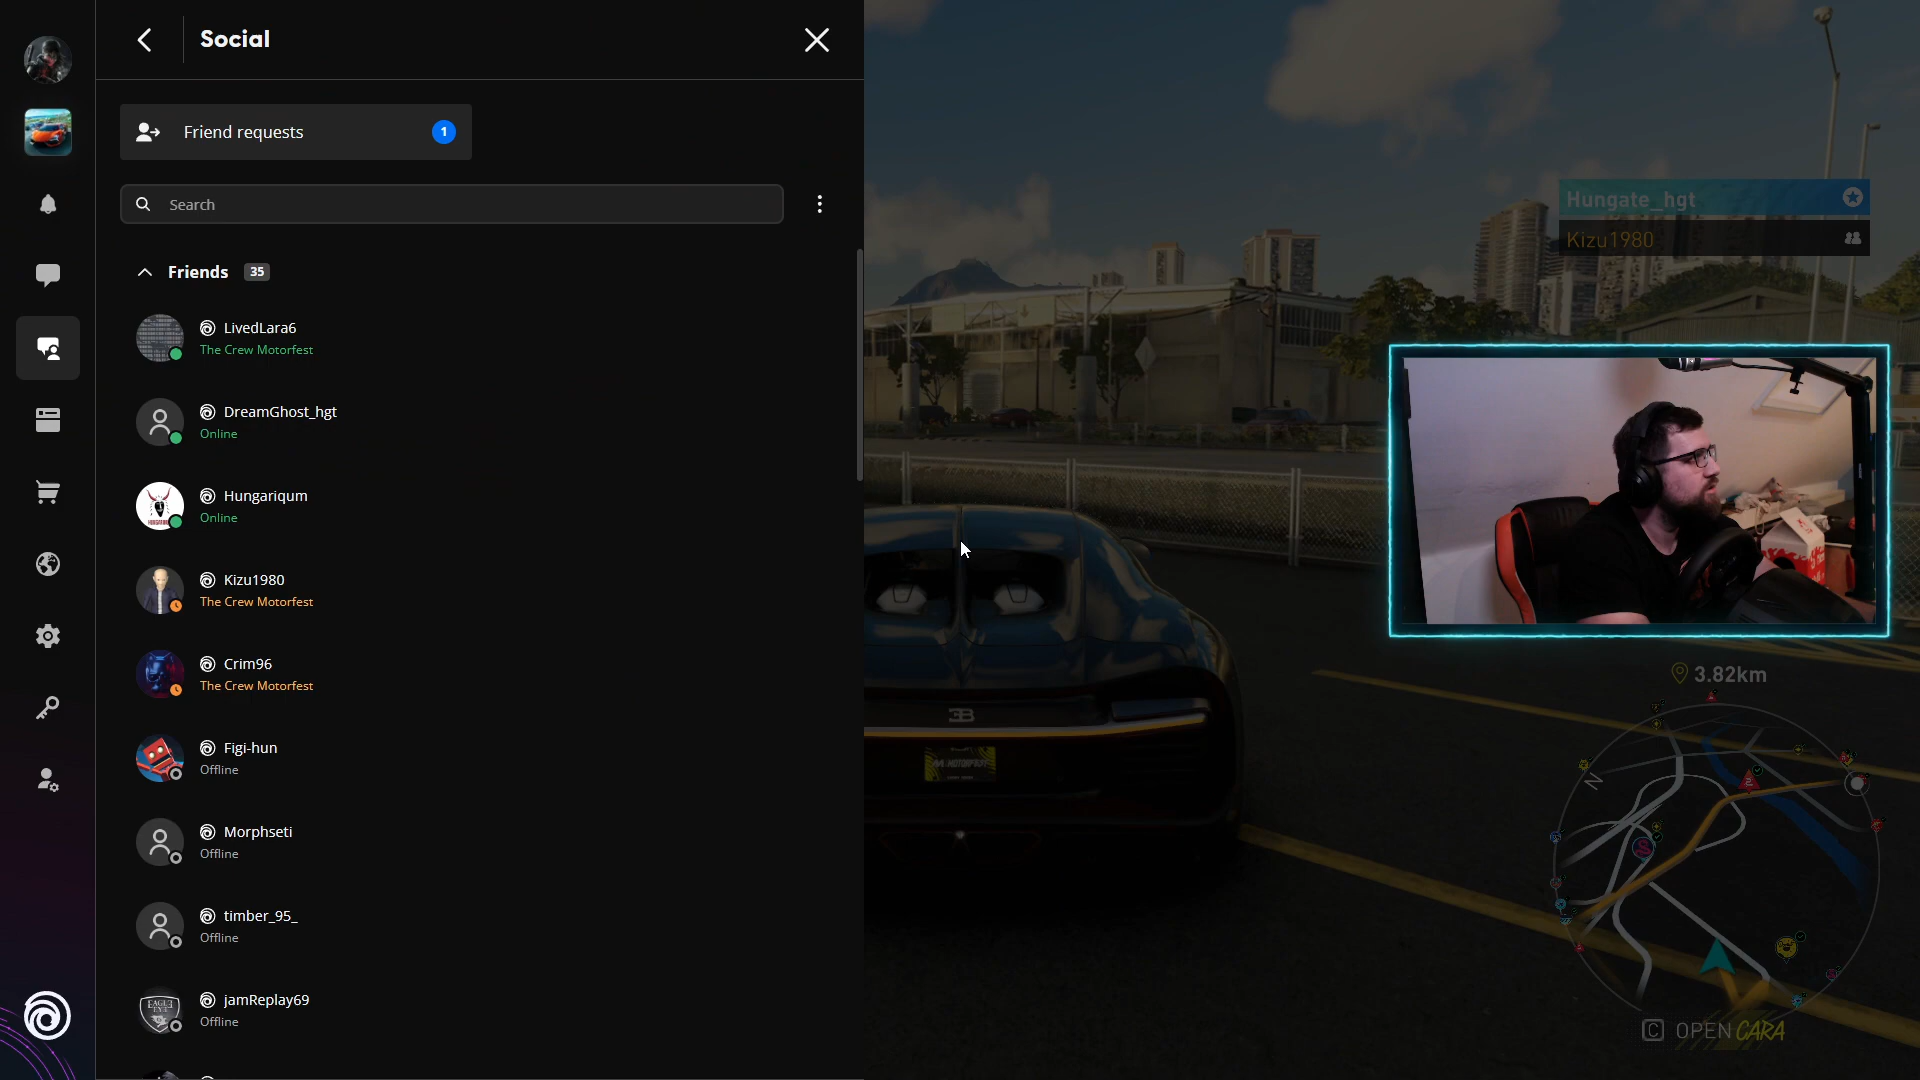 Social
Friend requests
1
Search
Friends 35
LivedLara6
The Crew Motorfest
DreamGhost_hgt
Online
Hungariqum
Online
Kizu1980
The Crew Motorfest
Crim96
The Crew Motorfest
Figi-hun
Offline
Morphseti
Offline
timber_95_
Offline
jamReplay69
Offline
Hungate_hgt
Kizu1980
3.82km
N
C OPEN CARA